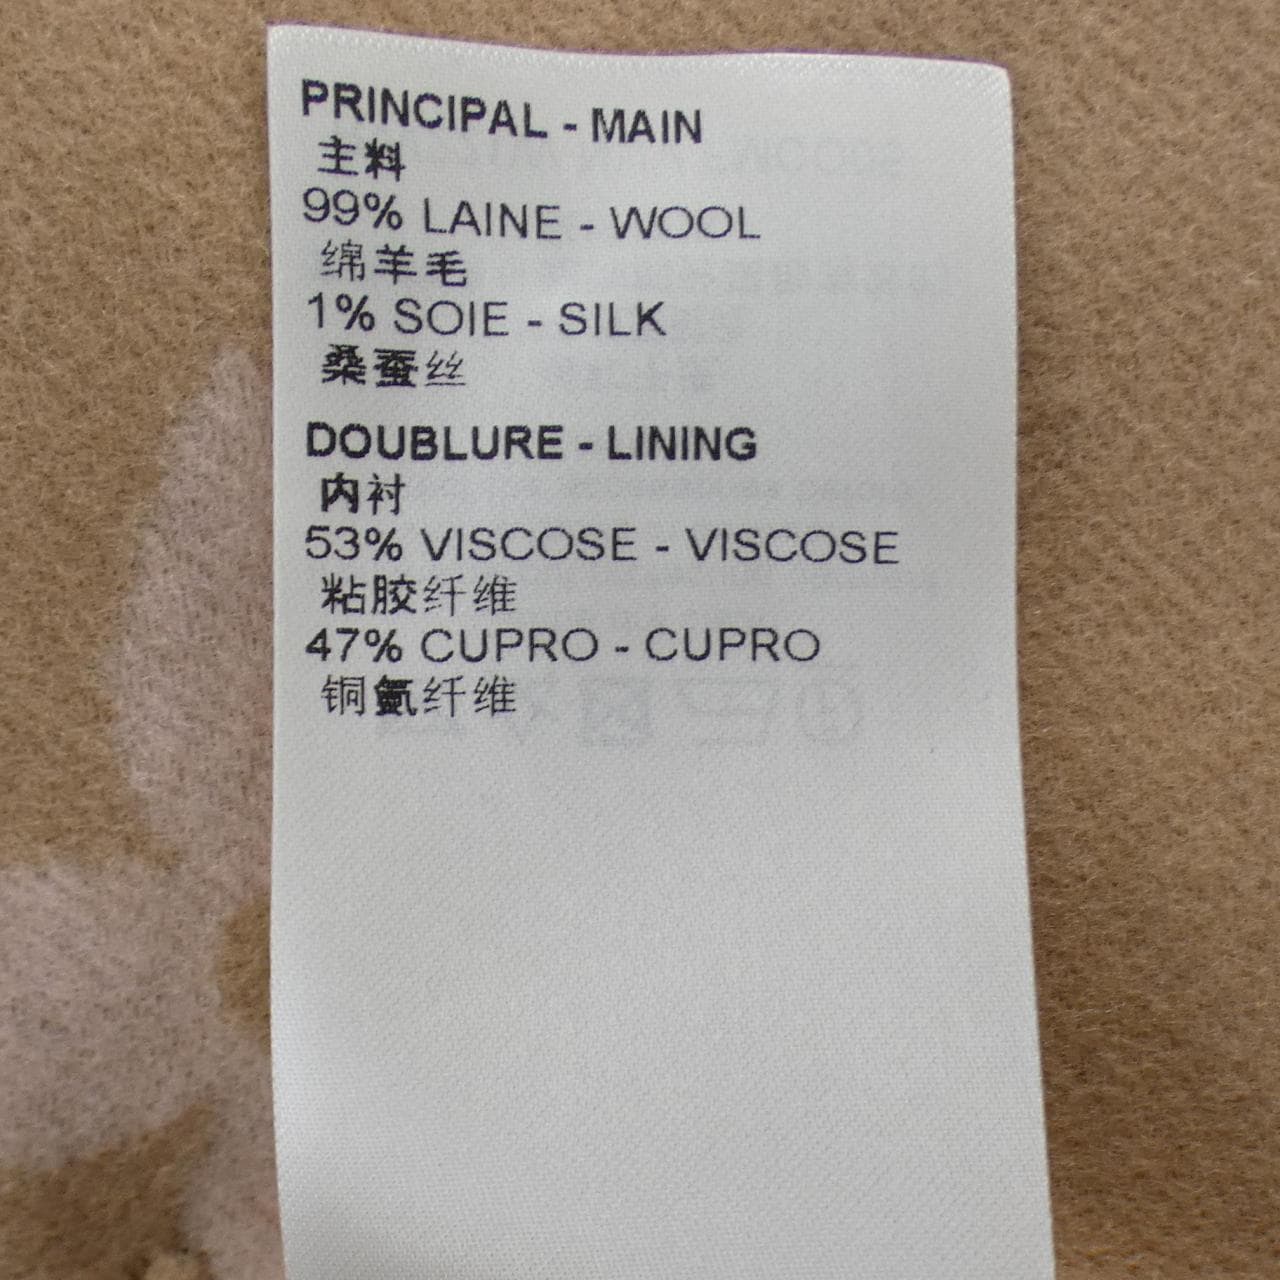 PRINCIPAL - MAIN
主料
99% LAINE - WOOL
绵羊毛
1% SOIE - SILK
桑蚕丝
DOUBLURE - LINING
内衬
53% VISCOSE - VISCOSE
粘胶纤维
47% CUPRO - CUPRO
铜氨纤维